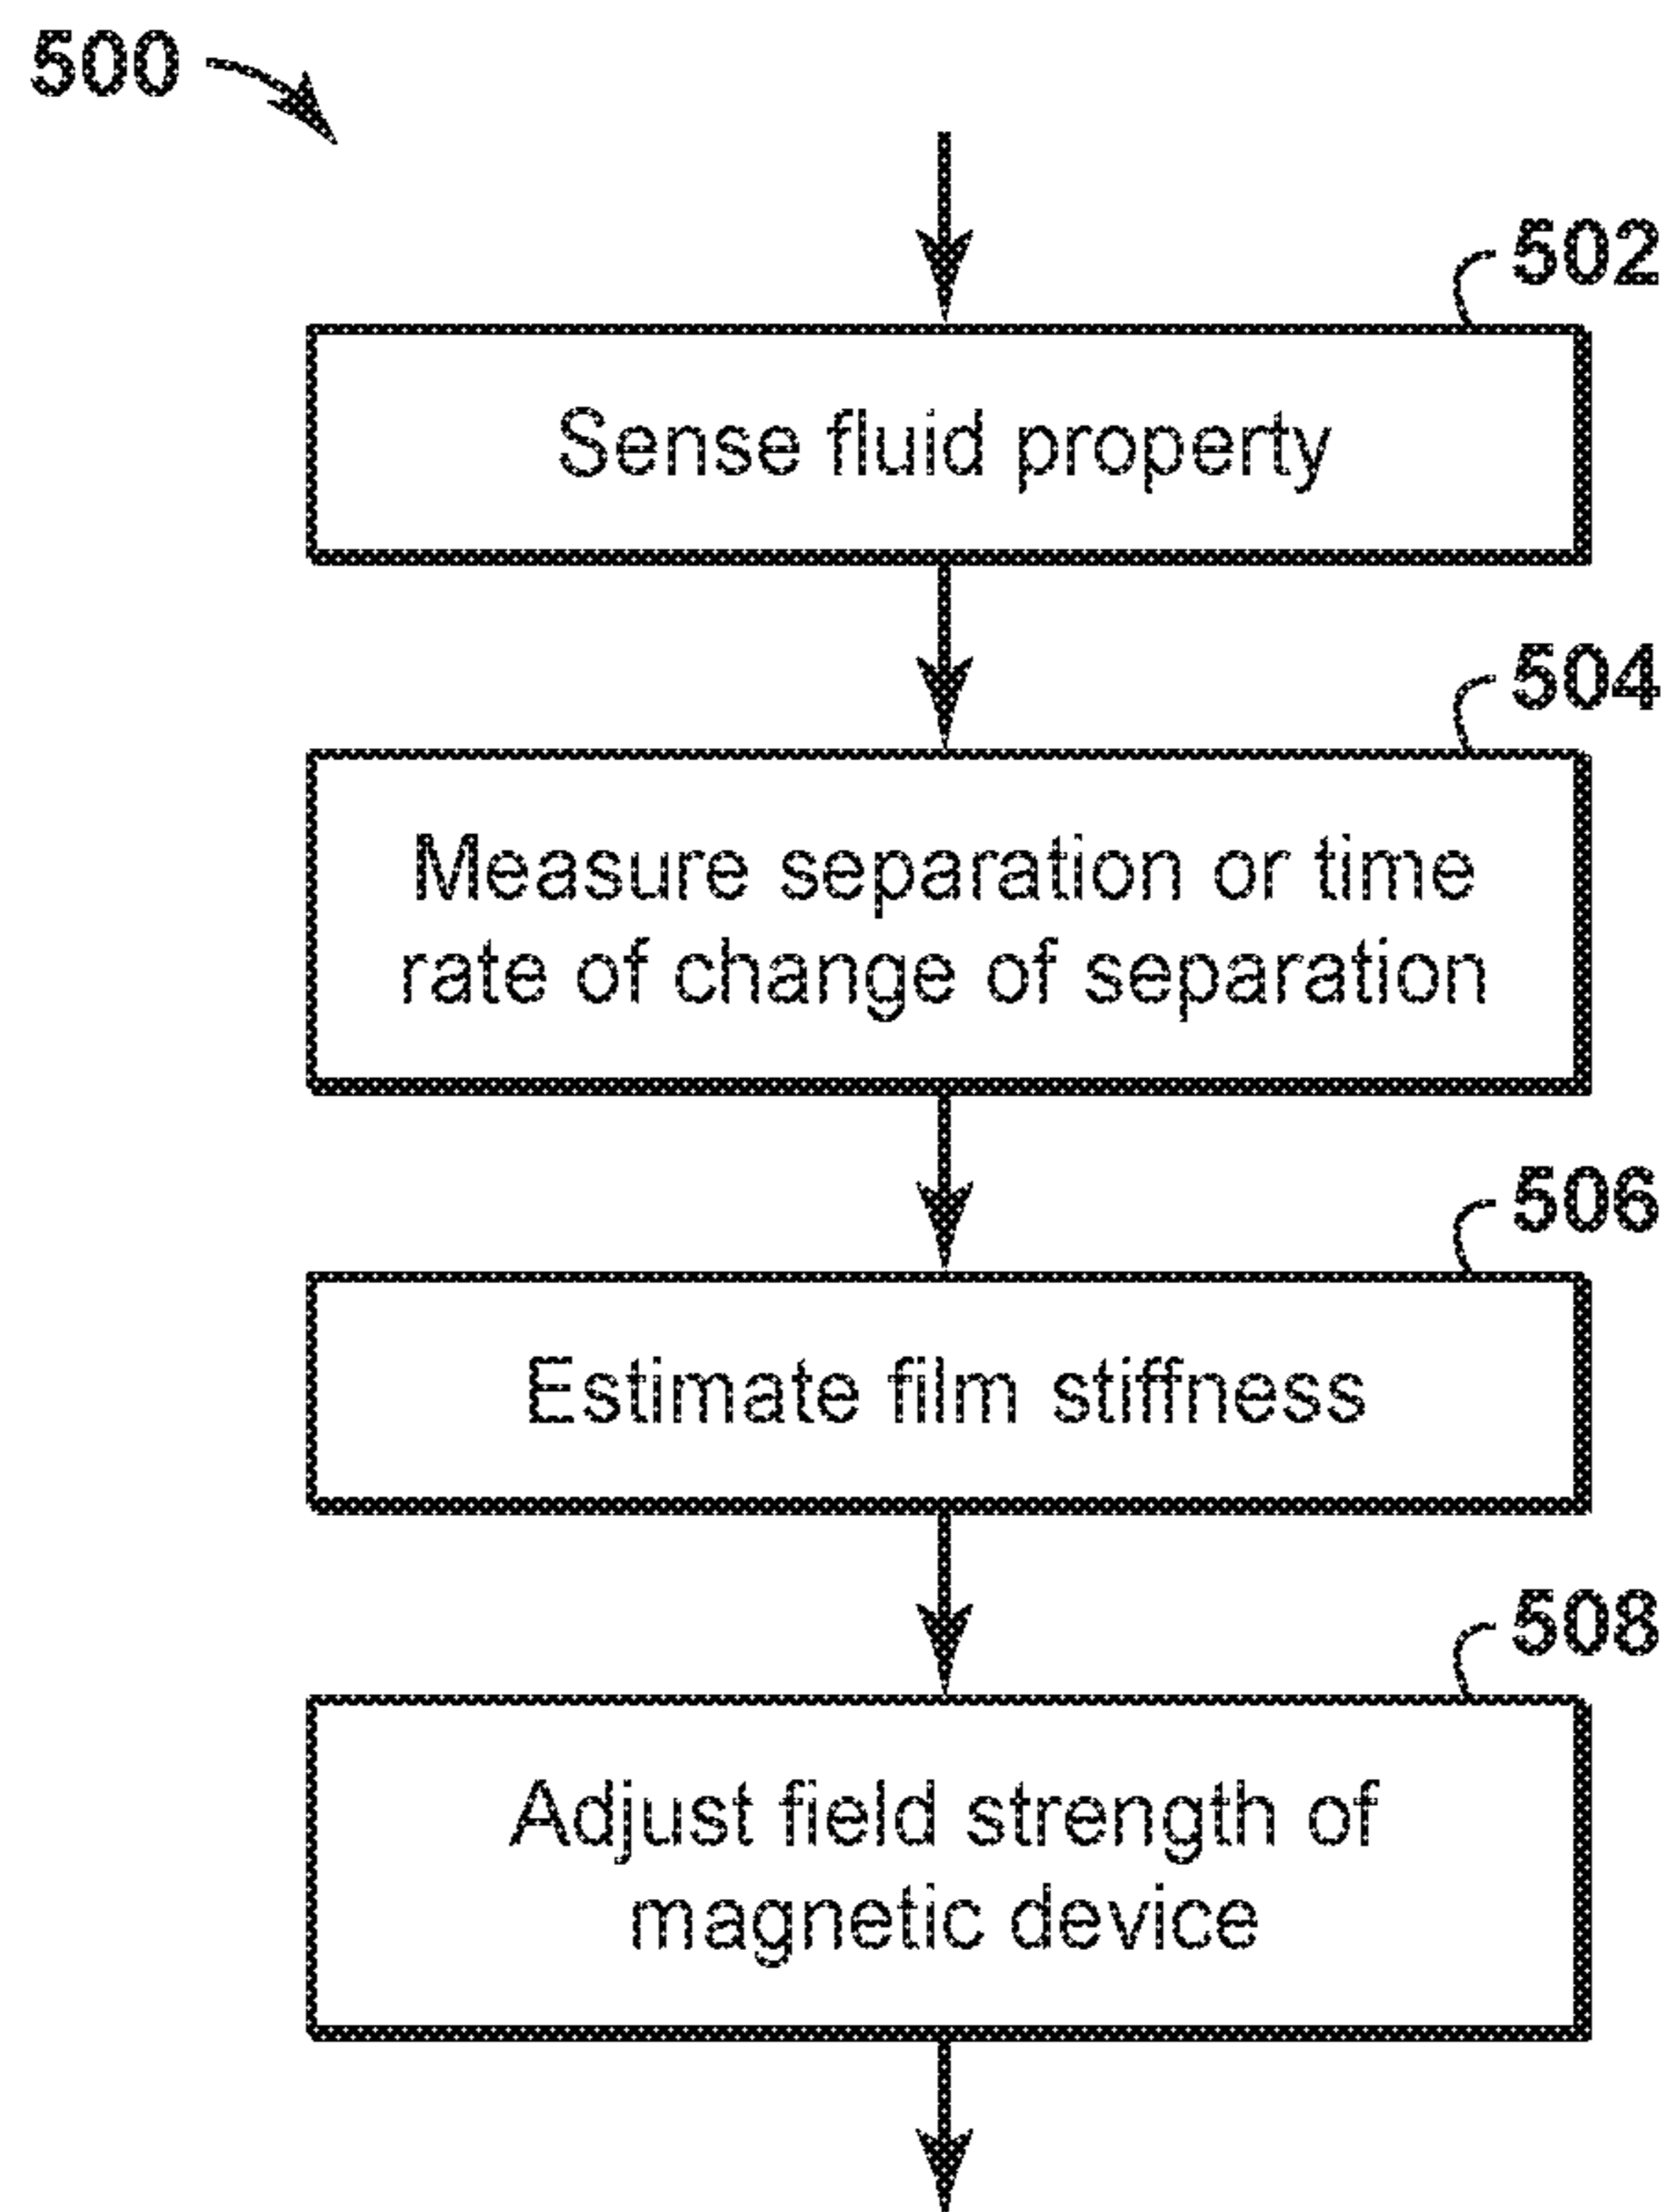 500
502
Sense fluid property
504
Measure separation or time
rate of change of separation
506
Estimate film stiffness
508
Adjust field strength of
magnetic device